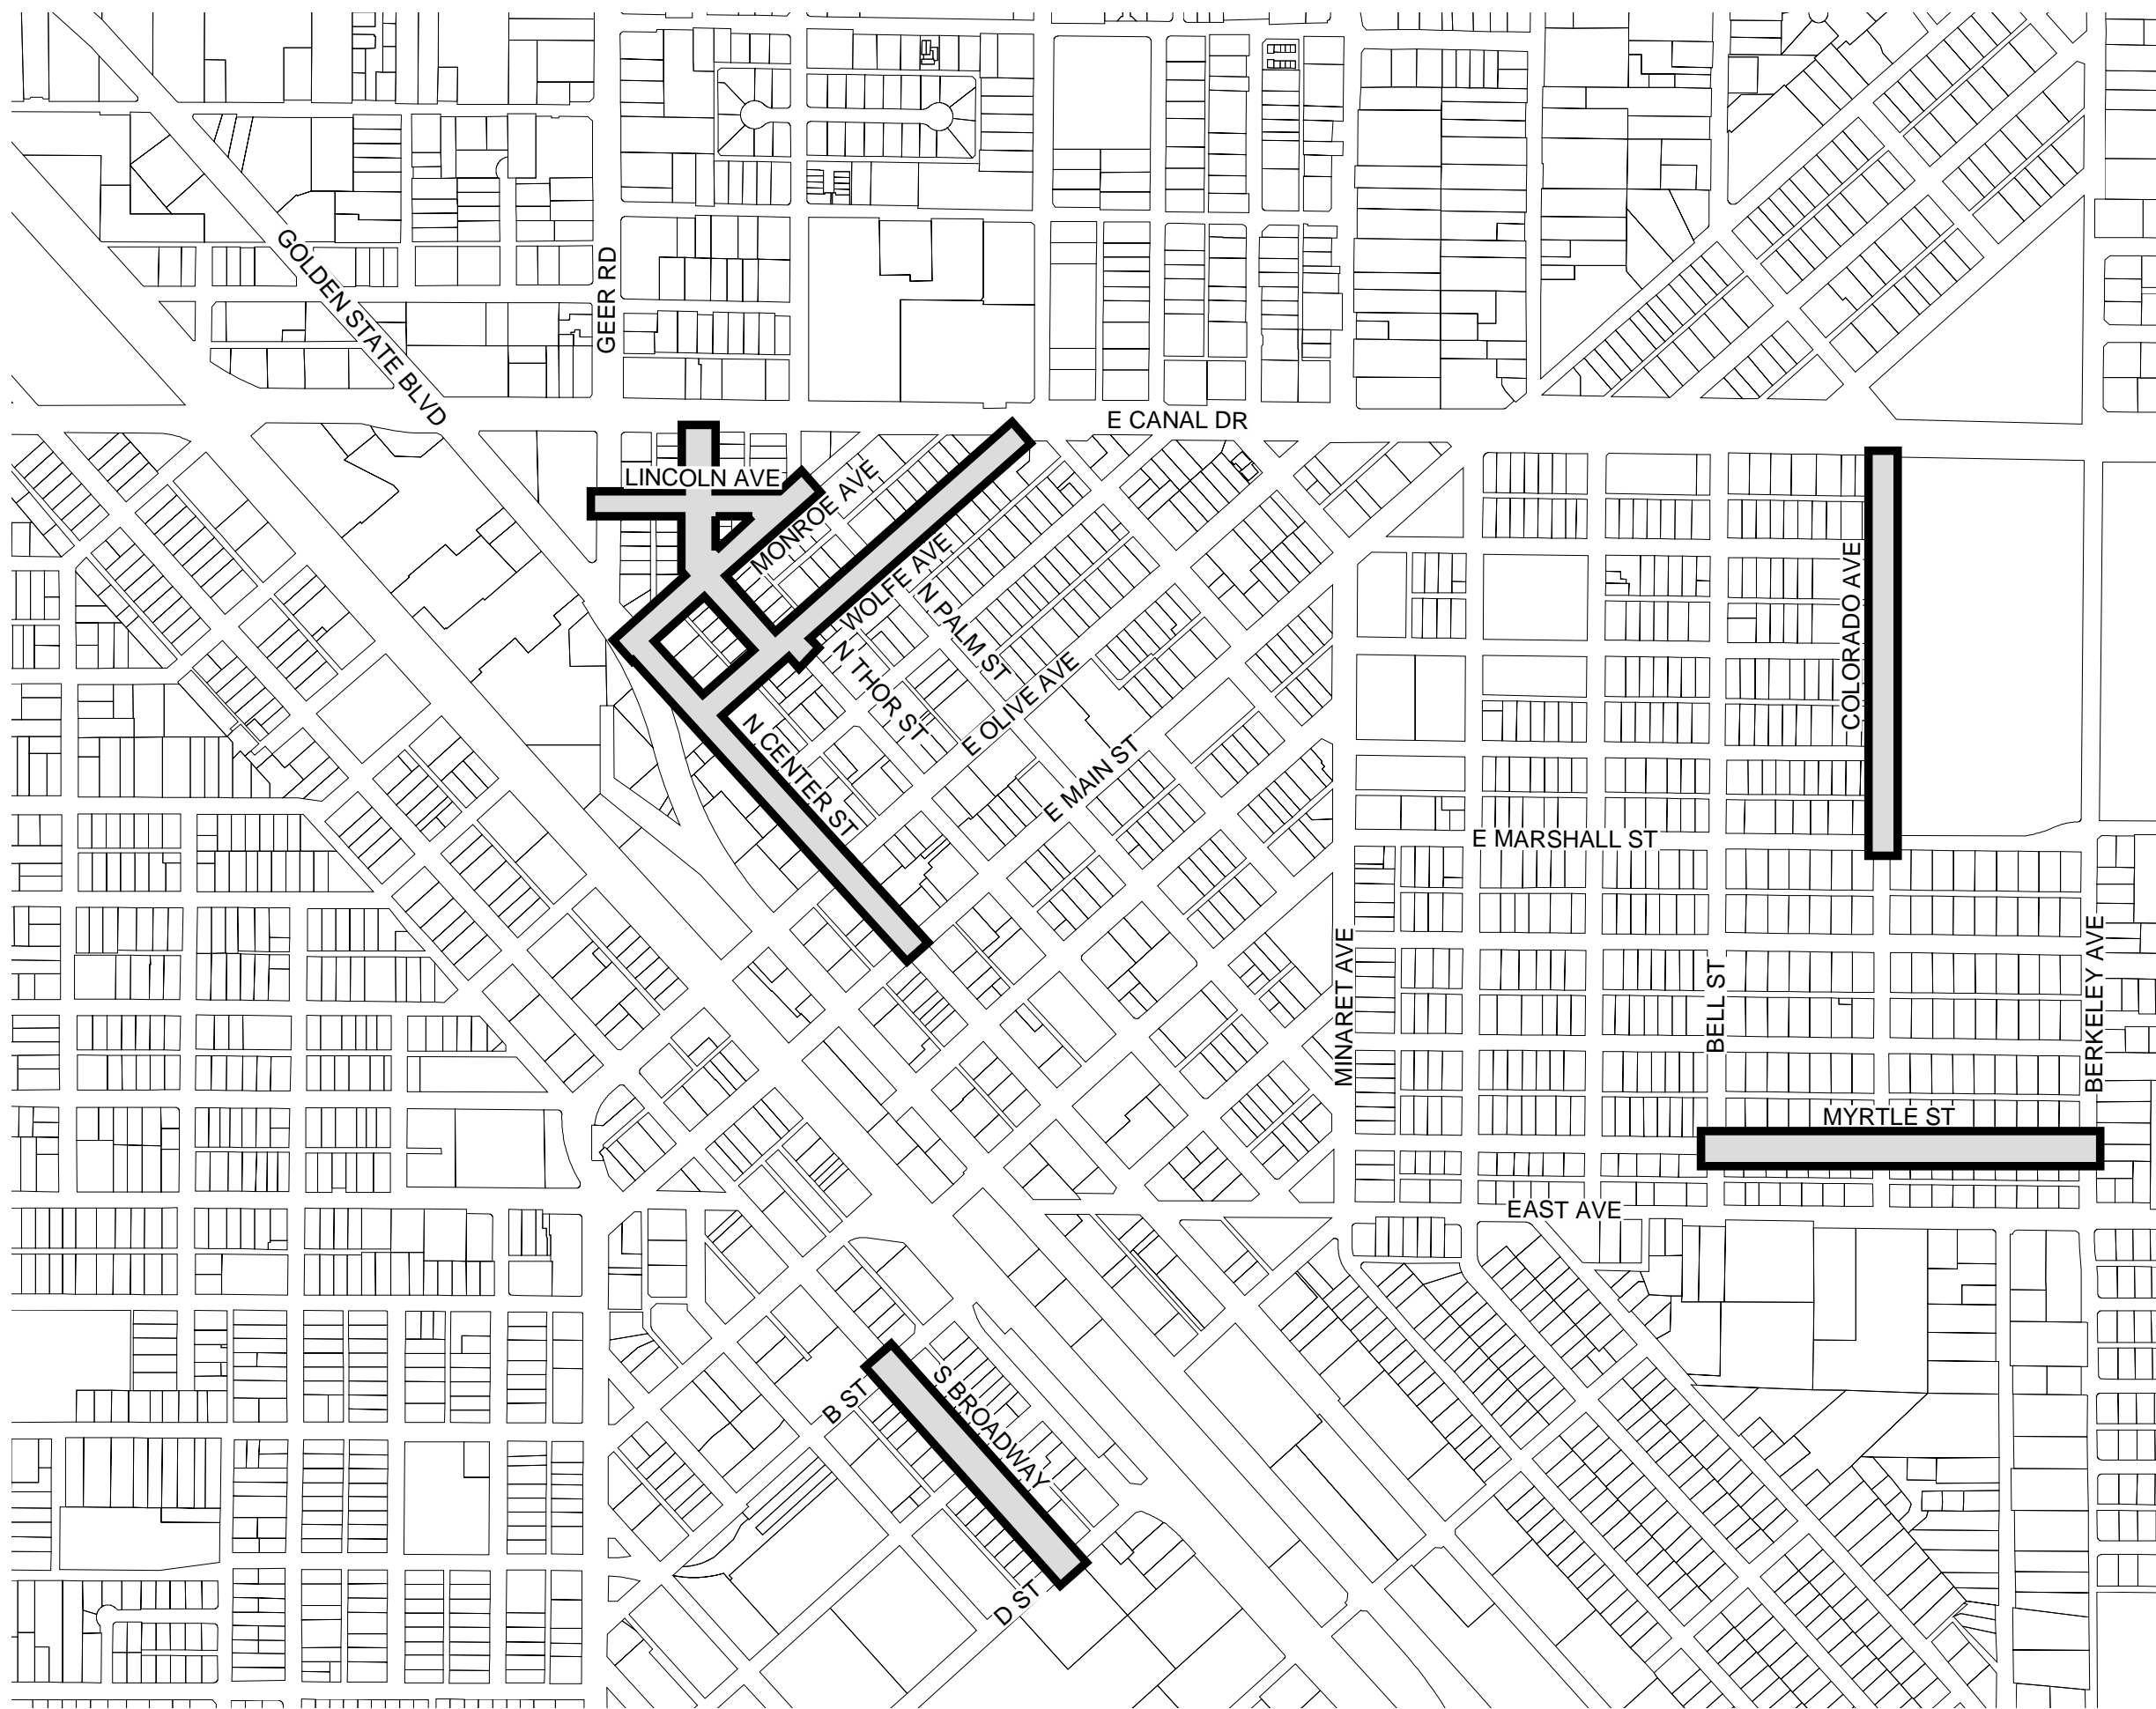 GOLDEN STATE BLVD
GEER RD
E CANAL DR
LINCOLN AVE
MONROE AVE
WOLFE AVE
N PALM ST
N THOR ST
E OLIVE AVE
N CENTER ST
E MAIN ST
COLORADO AVE
E MARSHALL ST
MINARET AVE
BELL ST
BERKELEY AVE
MYRTLE ST
EAST AVE
S BROADWAY
B ST
D ST